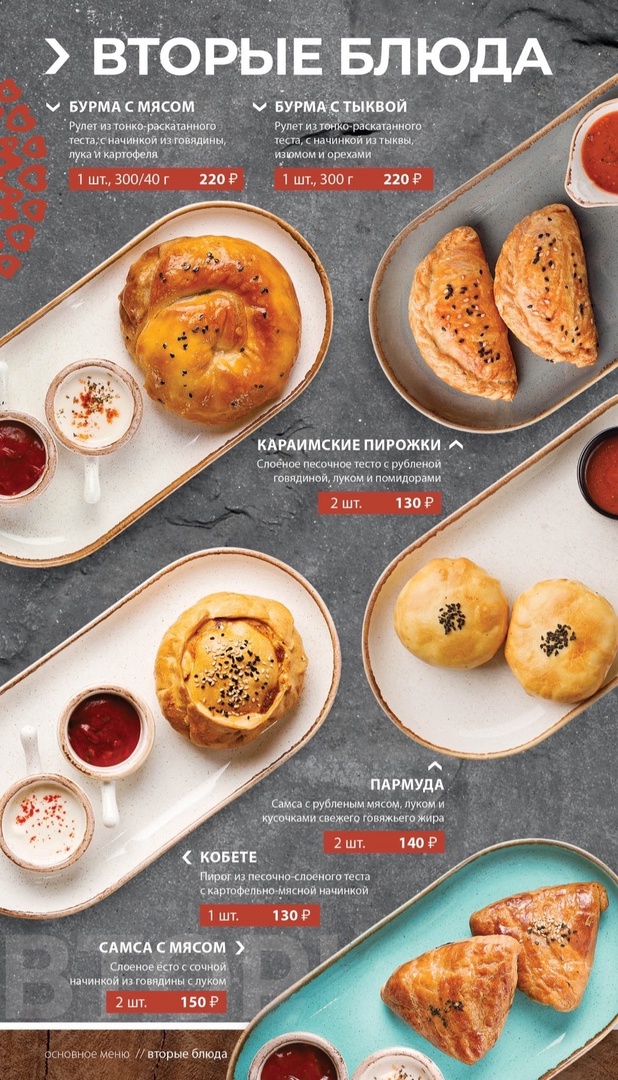 ВТОРЫЕ БЛЮДА
БУРМА С МЯСОМ
Рулет из тонко-раскатанного
теста, с начинкой из говядины,
лука и картофеля
1 шт., 300/40 г 220 ₽
БУРМА С ТЫКВОЙ
Рулет из тонко-раскатанного
теста, с начинкой из тыквы,
изюмом и орехами
1 шт., 300 г 220 ₽
КАРАИМСКИЕ ПИРОЖКИ
Слоеное песочное тесто с рубленой
говядиной, луком и помидорами
2 шт. 130 ₽
ПАРМУДА
Самса с рубленым мясом, луком и
кусочками свежего говяжьего жира
2 шт. 140 ₽
КОБЕТЕ
Пирог из песочно-слоеного теста
с картофельно-мясной начинкой
1 шт. 130 ₽
САМСА С МЯСОМ
Слоеное есто с сочной
начинкой из говядины с луком
2 шт. 150 ₽
основное меню // вторые блюда